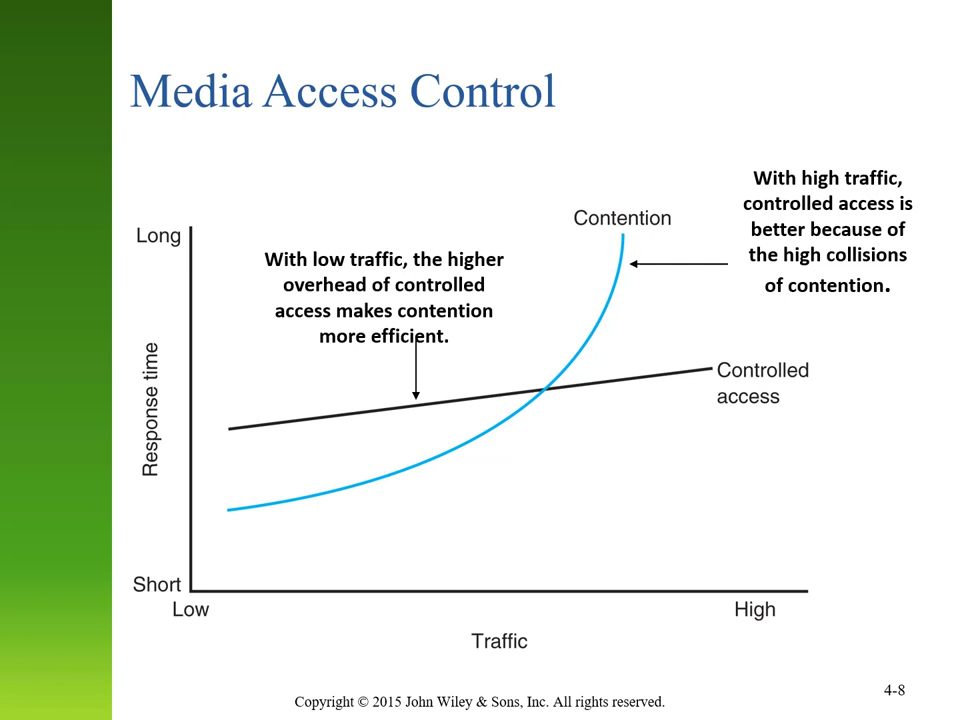 Media Access Control
With high traffic,
controlled access is
better because of
the high collisions
of contention.
Contention
Long
With low traffic, the higher
overhead of controlled
access makes contention
more efficient.
Response time
Controlled
access
Short
Low
High
Traffic
4-8
Copyright © 2015 John Wiley & Sons, Inc. All rights reserved.